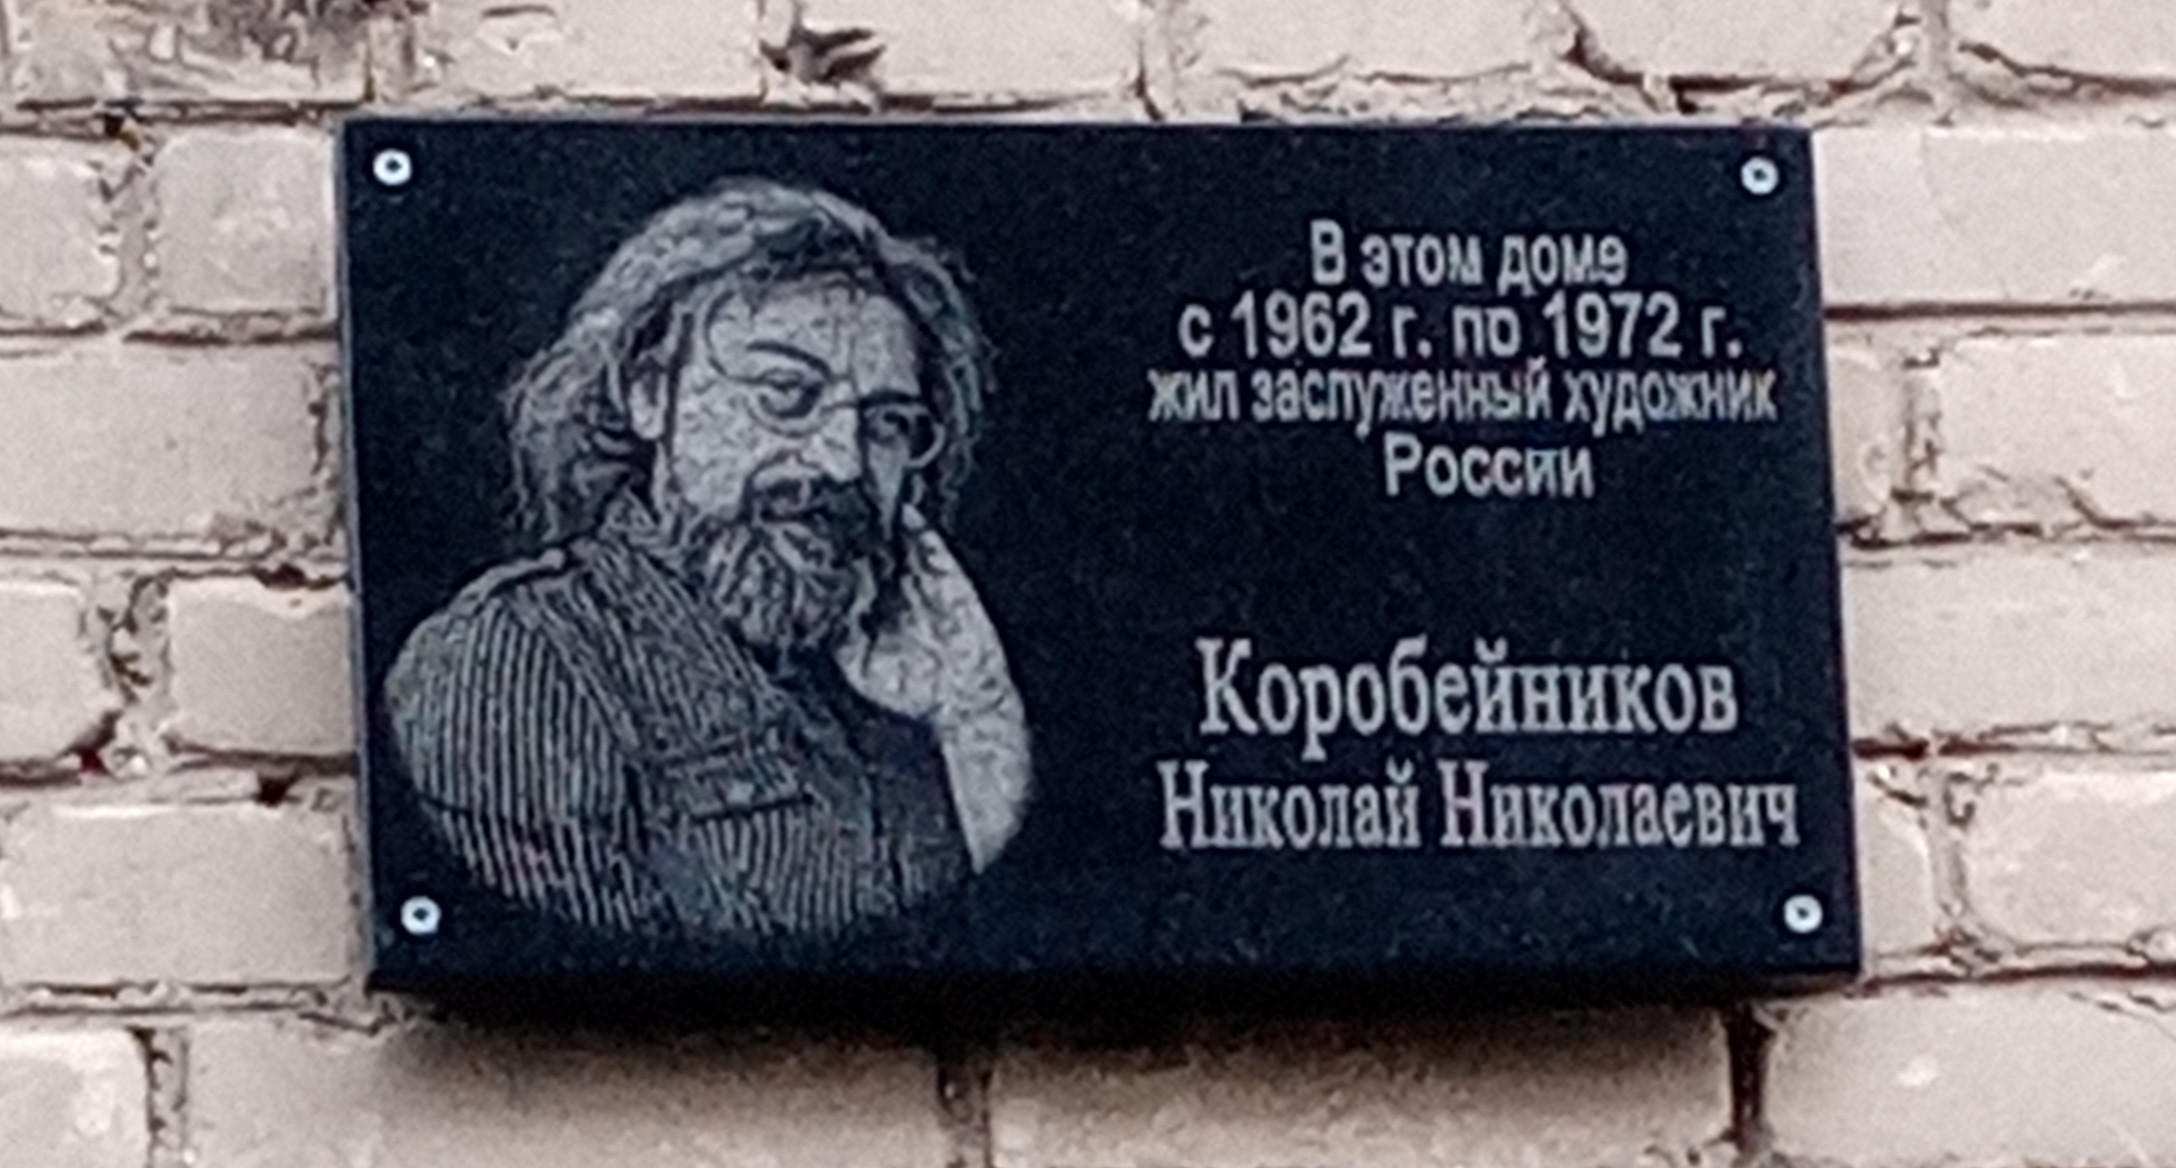 В этом доме
с 1962 г. по 1972 г.
жил заслуженный художник
России
Коробейников
Николай Николаевич